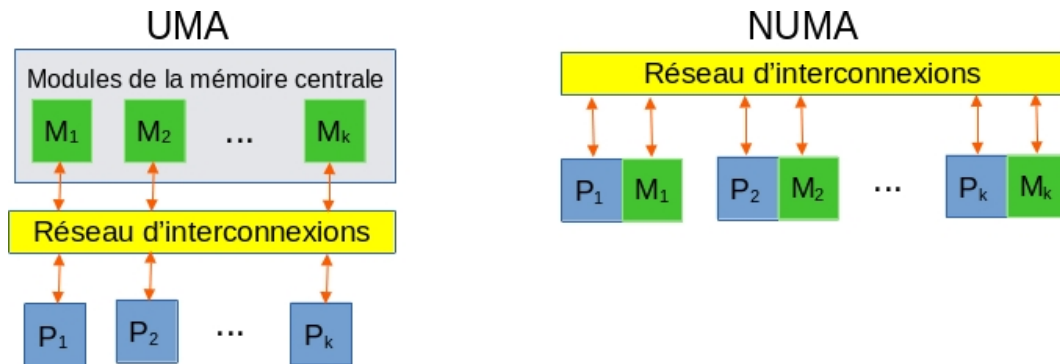 UMA
Modules de la mémoire centrale
M₁ M₂ ... Mₖ
Réseau d'interconnexions
P₁ P₂ ... Pₖ
NUMA
Réseau d'interconnexions
P₁ M₁ P₂ M₂ ... Pₖ Mₖ